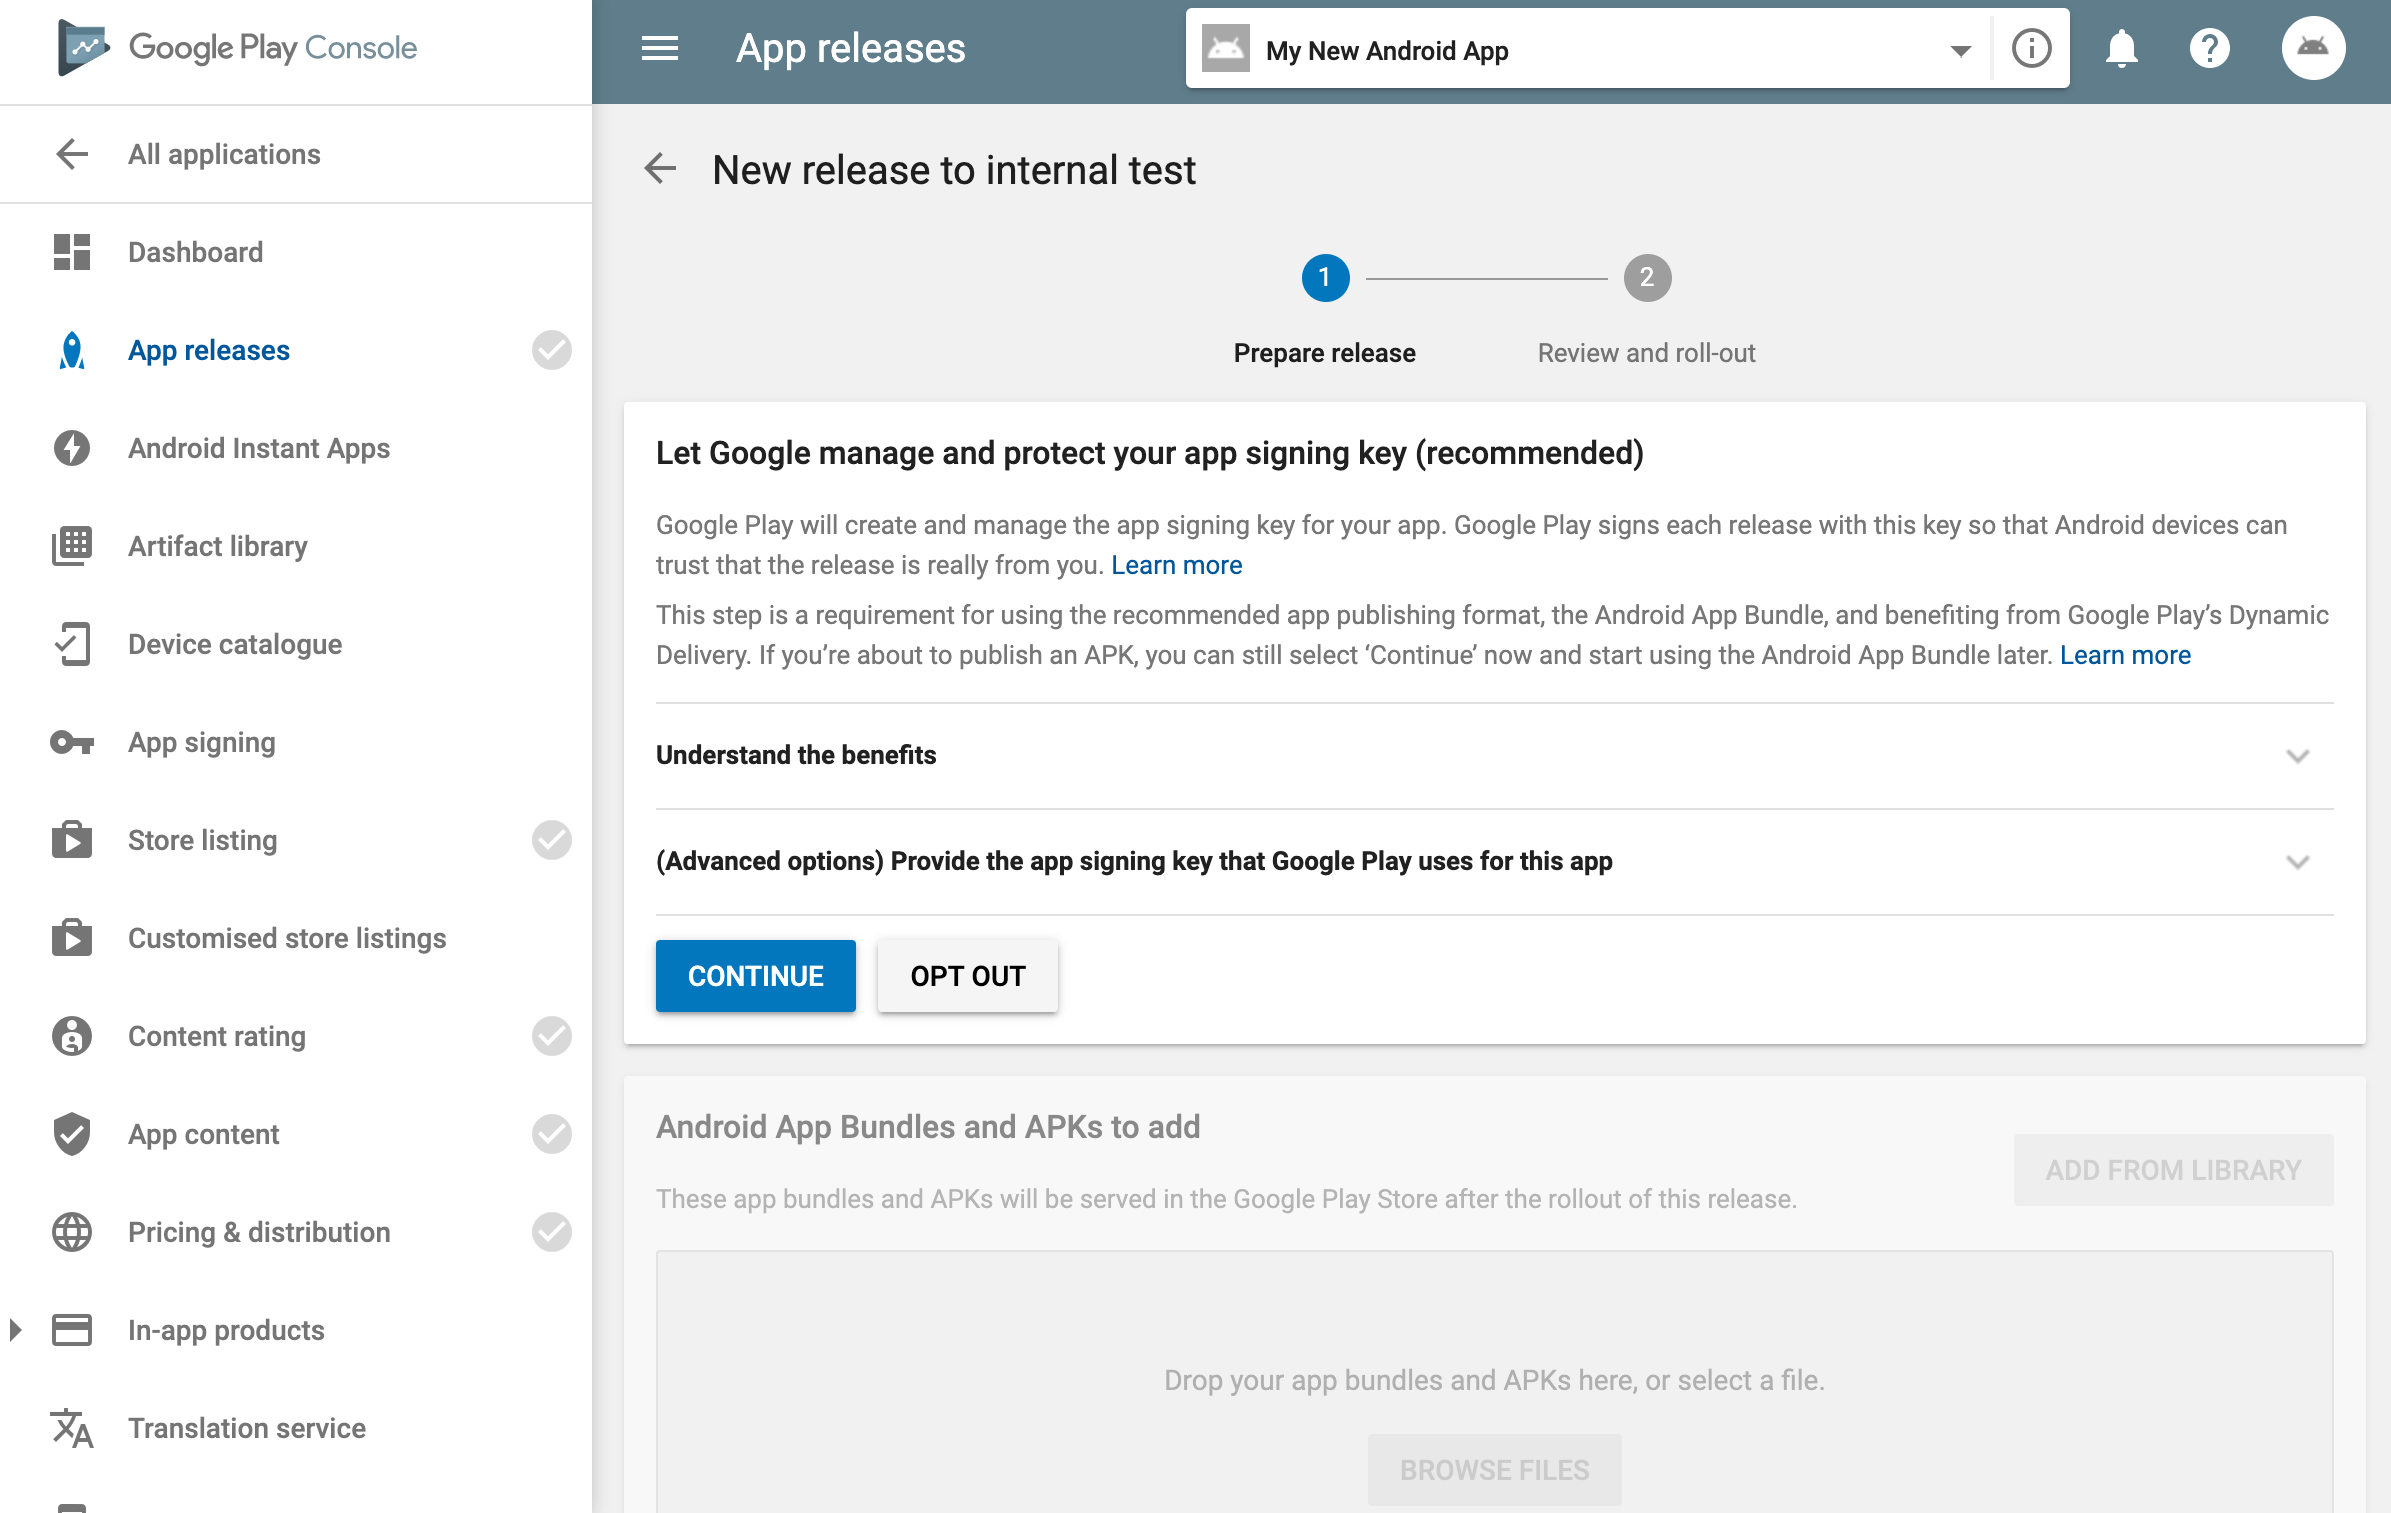 Google Play Console
App releases
My New Android App
All applications
Dashboard
App releases
Android Instant Apps
Artifact library
Device catalogue
App signing
Store listing
Customised store listings
Content rating
App content
Pricing & distribution
In-app products
Translation service
New release to internal test
1
2
Prepare release
Review and roll-out
Let Google manage and protect your app signing key (recommended)
Google Play will create and manage the app signing key for your app. Google Play signs each release with this key so that Android devices can
trust that the release is really from you. Learn more
This step is a requirement for using the recommended app publishing format, the Android App Bundle, and benefiting from Google Play’s Dynamic
Delivery. If you’re about to publish an APK, you can still select ‘Continue’ now and start using the Android App Bundle later. Learn more
Understand the benefits
(Advanced options) Provide the app signing key that Google Play uses for this app
CONTINUE
OPT OUT
Android App Bundles and APKs to add
ADD FROM LIBRARY
These app bundles and APKs will be served in the Google Play Store after the rollout of this release.
Drop your app bundles and APKs here, or select a file.
BROWSE FILES